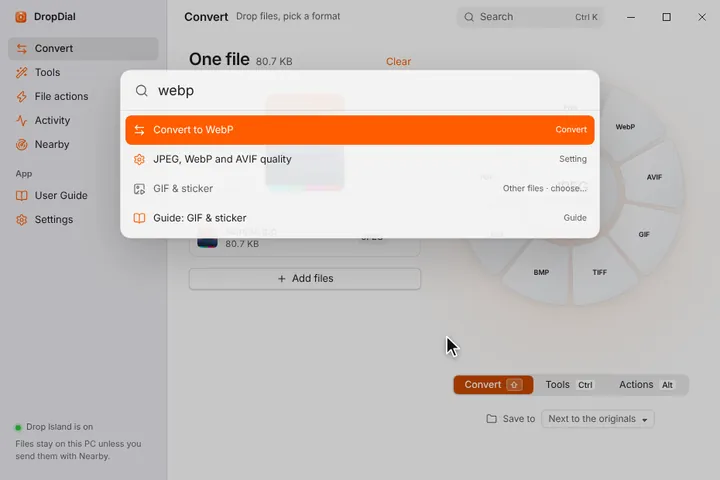 DropDial
Convert
Drop files, pick a format
Search
Ctrl K
Convert
Tools
File actions
Activity
Nearby
App
User Guide
Settings
One file
80.7 KB
Clear
webp
Convert to WebP
Convert
JPEG, WebP and AVIF quality
Setting
GIF & sticker
Other files · choose...
Guide: GIF & sticker
Guide
80.7 KB
Add files
WebP
AVIF
GIF
TIFF
BMP
Convert
Tools
Ctrl
Actions
Alt
Save to
Next to the originals
Drop Island is on
Files stay on this PC unless you
send them with Nearby.